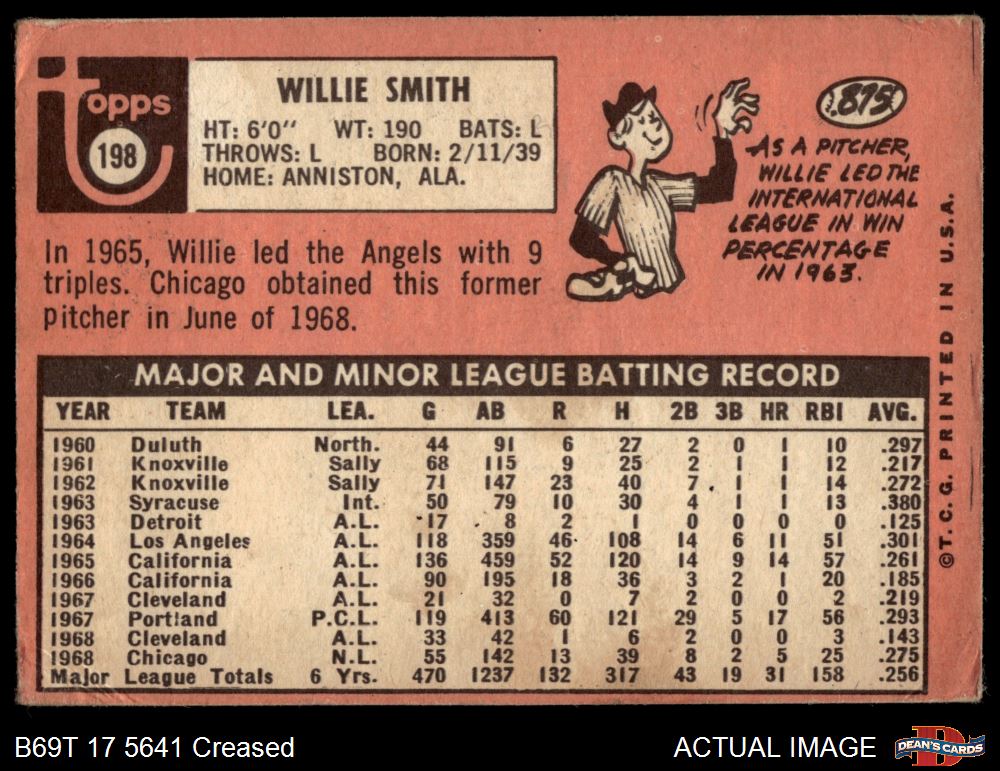 Topps
198
WILLIE SMITH
HT: 6'0" WT: 190 BATS: L
THROWS: L BORN: 2/11/39
HOME: ANNISTON, ALA.
In 1965, Willie led the Angels with 9
triples. Chicago obtained this former
pitcher in June of 1968.
.875
AS A PITCHER,
WILLIE LED THE
INTERNATIONAL
LEAGUE IN WIN
PERCENTAGE
IN 1963.
©T.C.G. PRINTED IN U.S.A.
MAJOR AND MINOR LEAGUE BATTING RECORD
YEAR TEAM LEA. G AB R H 2B 3B HR RBI AVG.
1960 Duluth North. 44 91 6 27 2 0 1 10 .297
1961 Knoxville Sally 68 115 9 25 2 1 1 12 .217
1962 Knoxville Sally 71 147 23 40 7 1 1 14 .272
1963 Syracuse Int. 50 79 10 30 4 1 1 13 .380
1963 Detroit A.L. 17 8 2 1 0 0 0 0 .125
1964 Los Angeles A.L. 118 359 46 108 14 6 11 51 .301
1965 California A.L. 136 459 52 120 14 9 14 57 .261
1966 California A.L. 90 195 18 36 3 2 1 20 .185
1967 Cleveland A.L. 21 32 0 7 2 0 0 2 .219
1967 Portland P.C.L. 119 413 60 121 29 5 17 56 .293
1968 Cleveland A.L. 33 42 1 6 2 0 0 3 .143
1968 Chicago N.L. 55 142 13 39 8 2 5 25 .275
Major League Totals 6 Yrs. 470 1237 132 317 43 19 31 158 .256
B69T 17 5641 Creased
ACTUAL IMAGE
DEAN'S CARDS